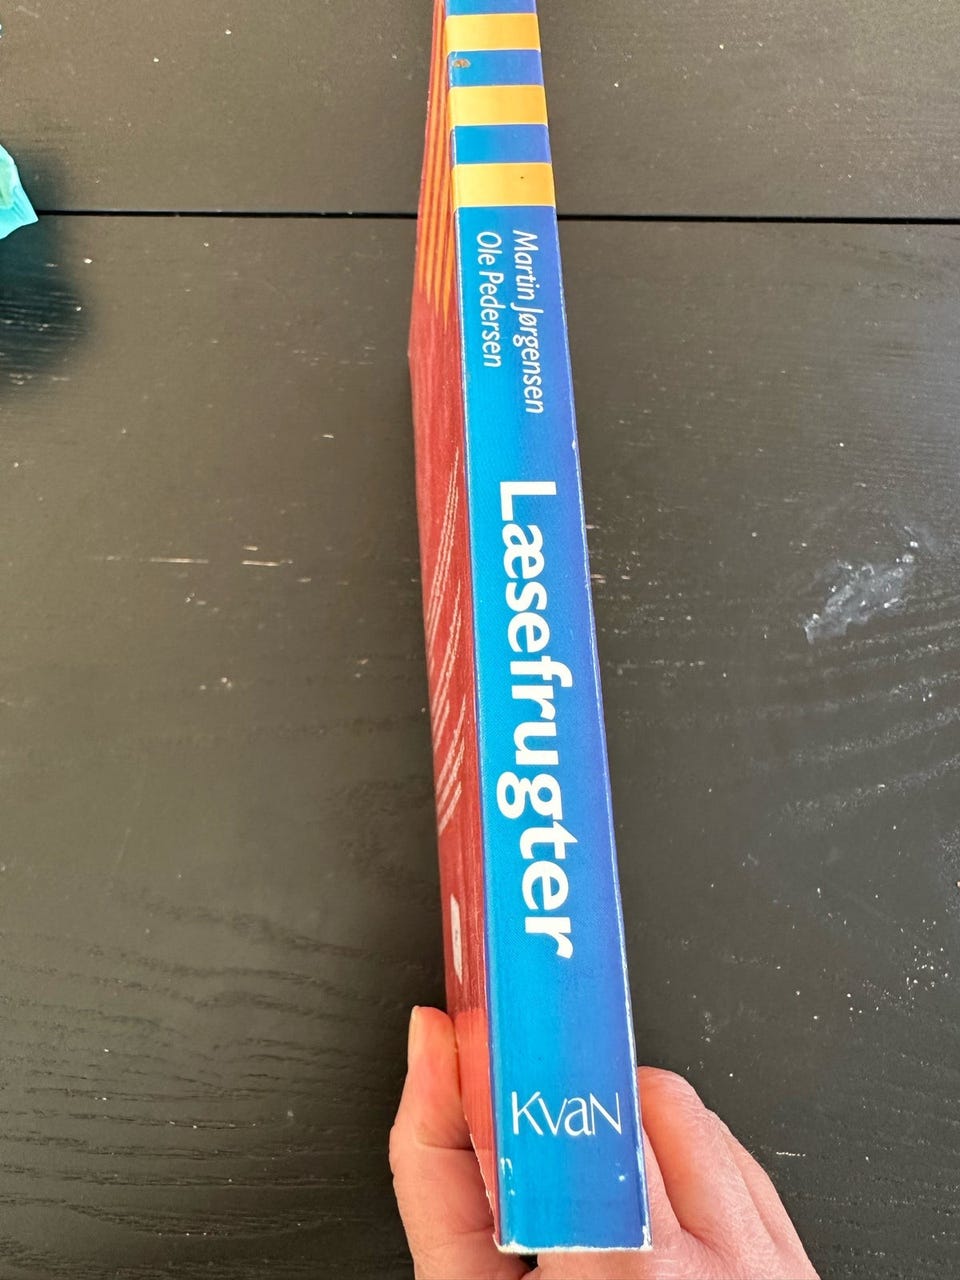 Martin Jørgensen
Ole Pedersen
Læsefrugter
KvaN